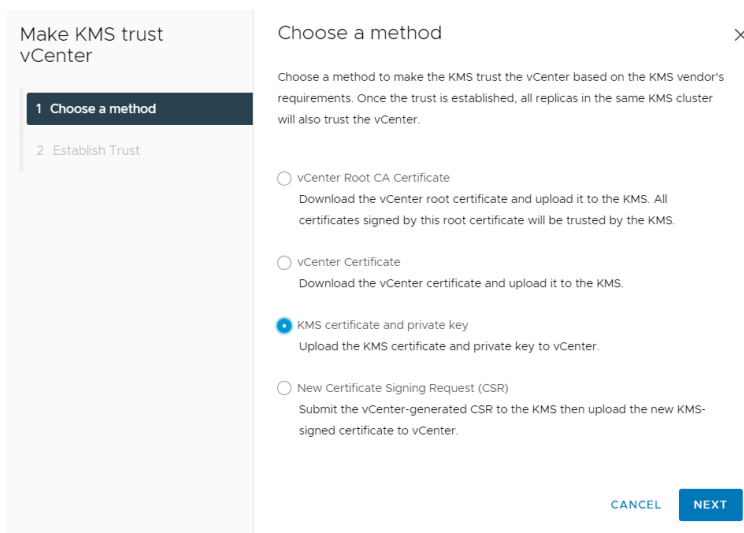 Make KMS trust
vCenter
1 Choose a method
2 Establish Trust
Choose a method
Choose a method to make the KMS trust the vCenter based on the KMS vendor's
requirements. Once the trust is established, all replicas in the same KMS cluster
will also trust the vCenter.
vCenter Root CA Certificate
Download the vCenter root certificate and upload it to the KMS. All
certificates signed by this root certificate will be trusted by the KMS.
vCenter Certificate
Download the vCenter certificate and upload it to the KMS.
KMS certificate and private key
Upload the KMS certificate and private key to vCenter.
New Certificate Signing Request (CSR)
Submit the vCenter-generated CSR to the KMS then upload the new KMS-
signed certificate to vCenter.
CANCEL NEXT